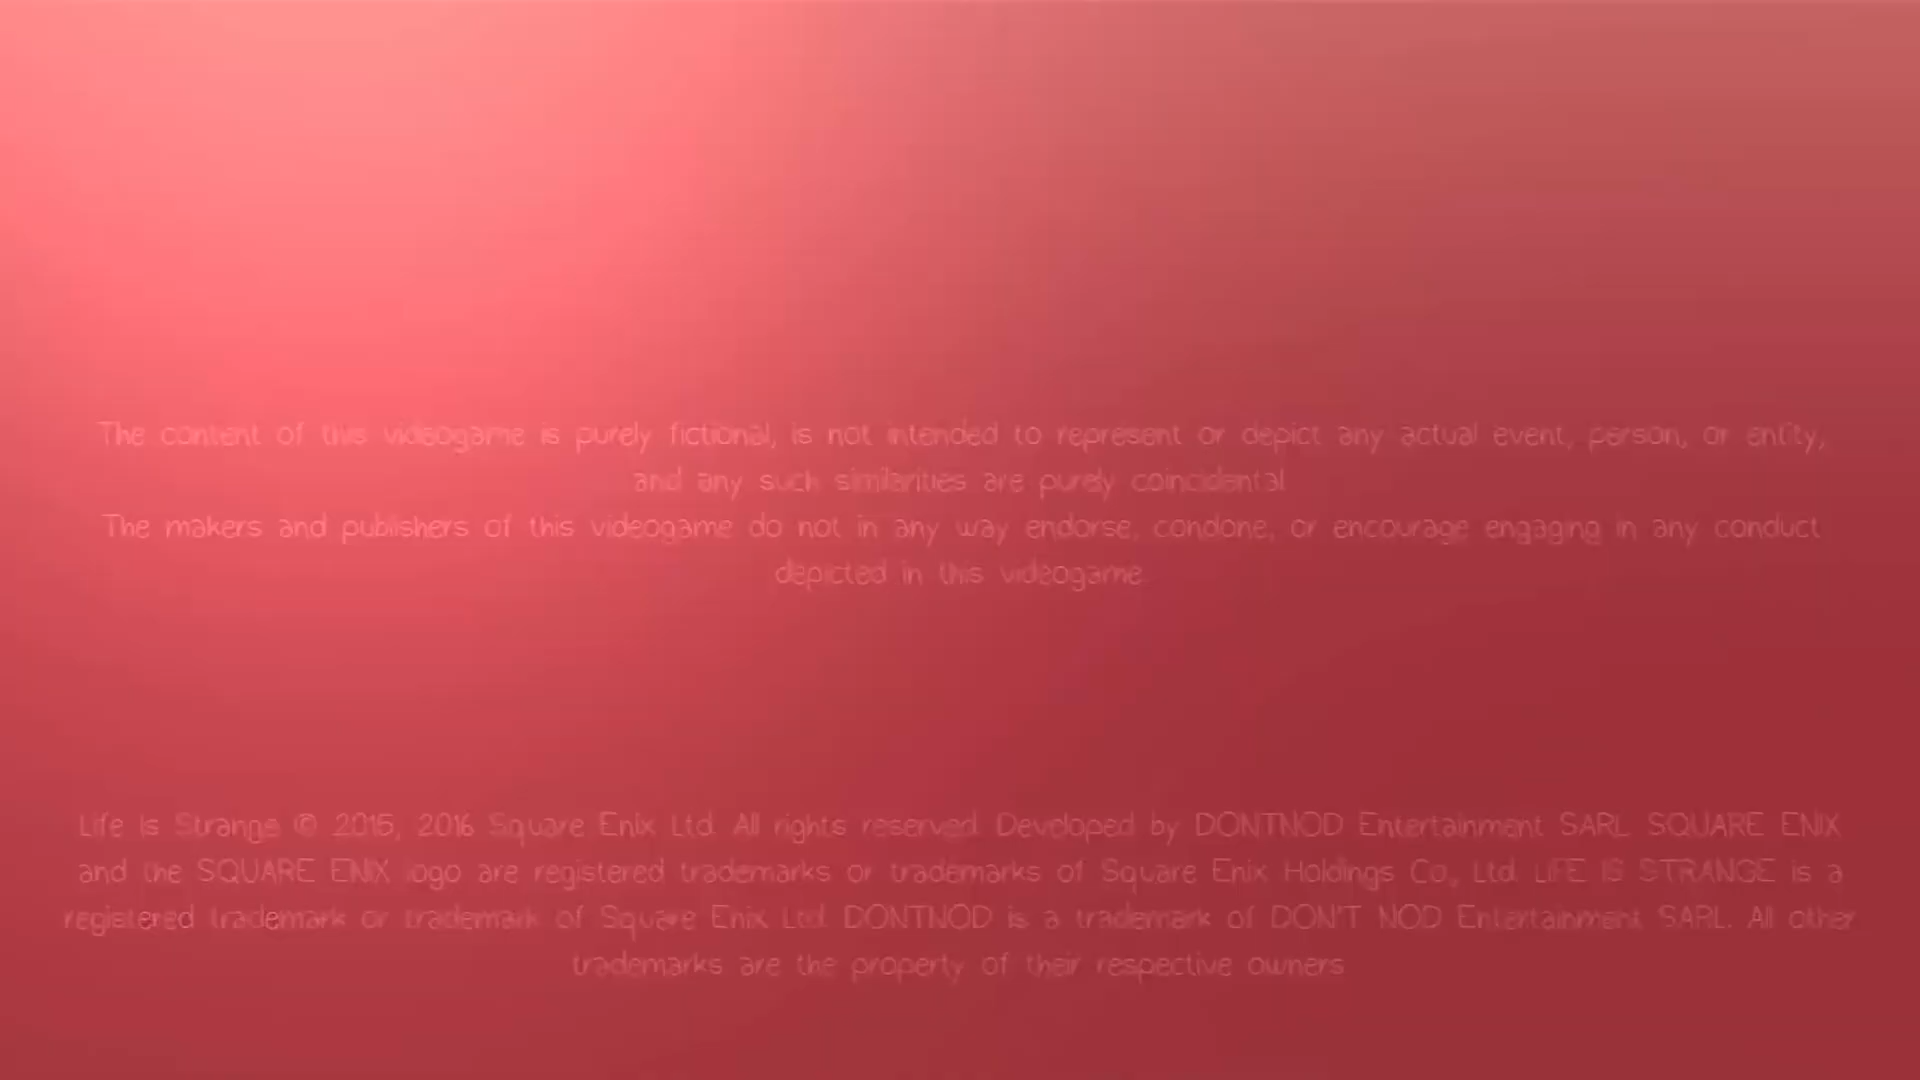 The content of this videogame is purely fictional, is not intended to represent or depict any actual event, person, or entity,
and any such similarities are purely coincidental
The makers and publishers of this videogame do not in any way endorse, condone, or encourage engaging in any conduct
depicted in this videogame.
Life is Strange © 2015, 2016 Square Enix Ltd. All rights reserved. Developed by DONTNOD Entertainment SARL. SQUARE ENIX
and the SQUARE ENIX logo are registered trademarks or trademarks of Square Enix Holdings Co., Ltd. LIFE IS STRANGE is a
registered trademark or trademark of Square Enix Ltd. DONTNOD is a trademark of DON'T NOD Entertainment SARL. All other
trademarks are the property of their respective owners